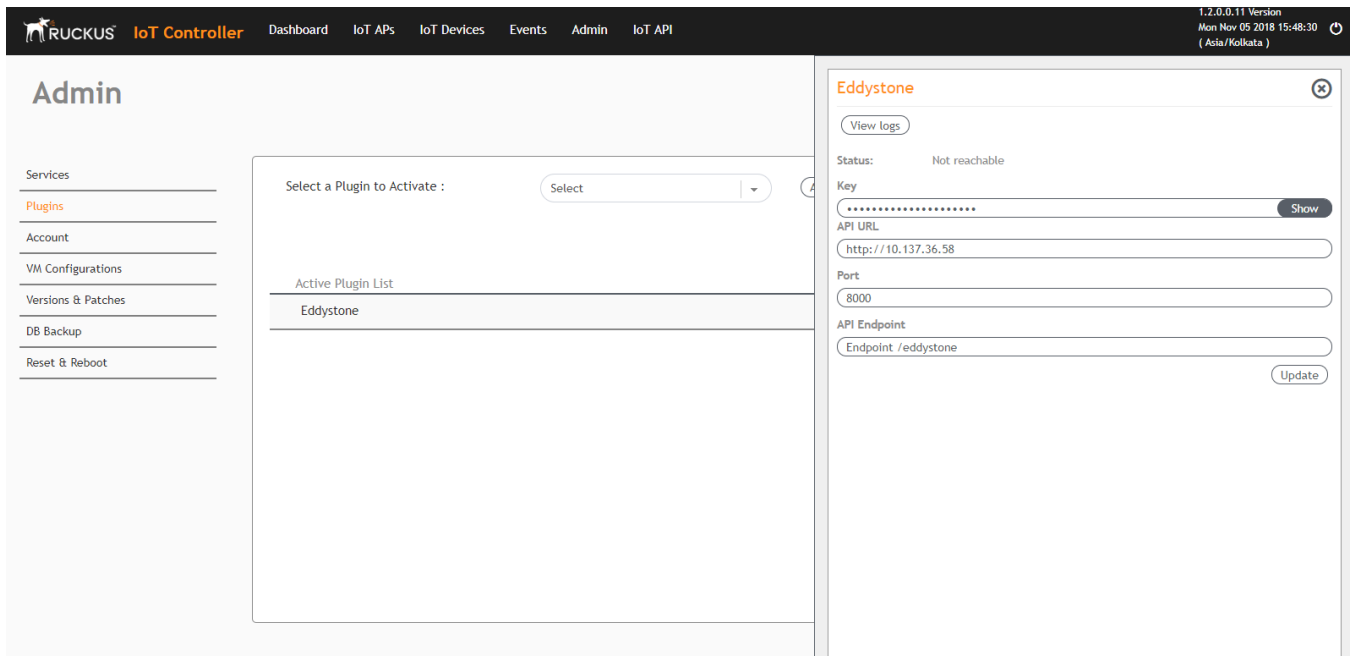 RUCKUS IoT Controller Dashboard IoT APs IoT Devices Events Admin IoT API
1.2.0.0.11 Version
Mon Nov 05 2018 15:48:30
( Asia/Kolkata )
Admin
Services
Plugins
Account
VM Configurations
Versions & Patches
DB Backup
Reset & Reboot
Select a Plugin to Activate : Select
Active Plugin List
Eddystone
Eddystone
View logs
Status: Not reachable
Key
••••••••••••••••••••• Show
API URL
http://10.137.36.58
Port
8000
API Endpoint
Endpoint /eddystone
Update